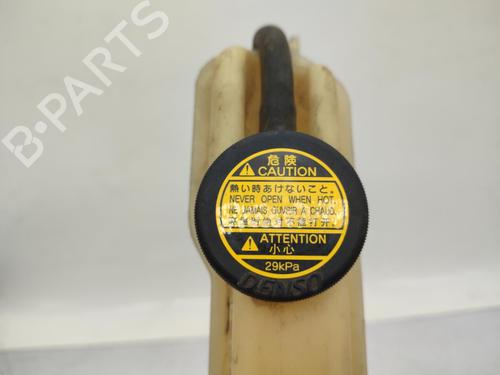 B-PARTS
危険
CAUTION
熱い時あけないこと。
NEVER OPEN WHEN HOT.
NE JAMAIS OUVRIR A CHAUD.
ATTENTION
小心
29kPa
DENSO